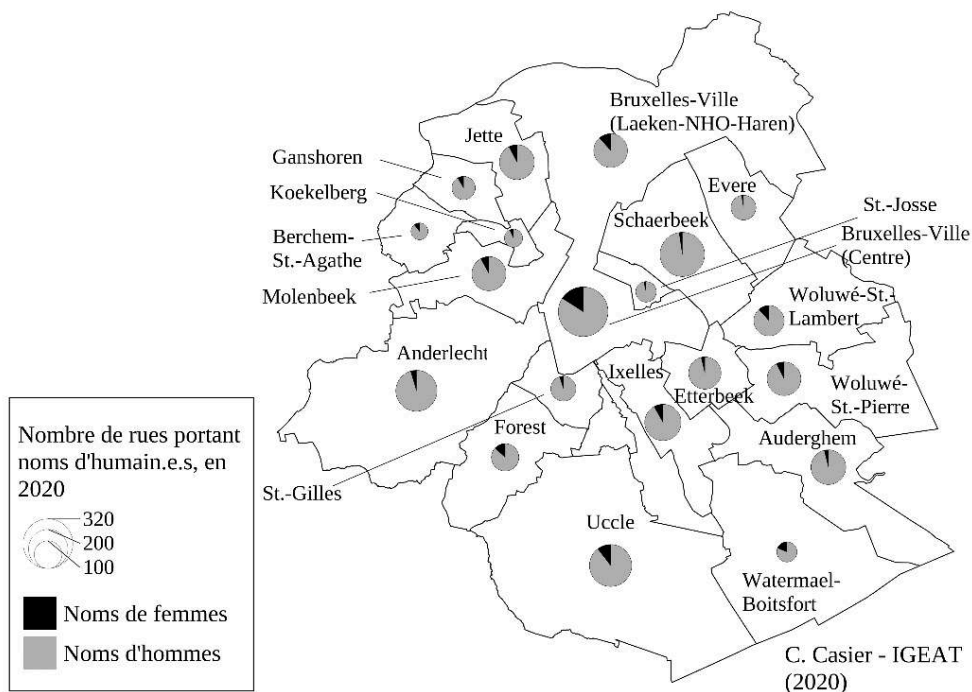 Bruxelles-Ville
(Laeken-NHO-Haren)
Jette
Ganshoren
Evere
Koekelberg
St.-Josse
Schaerbeek
Berchem-
St.-Agathe
Bruxelles-Ville
(Centre)
Molenbeek
Woluwé-St.-
Lambert
Anderlecht
Ixelles
Etterbeek
Woluwé-
St.-Pierre
Forest
Auderghem
St.-Gilles
Uccle
Watermael-
Boitsfort
Nombre de rues portant
noms d'humain.e.s, en
2020
320
200
100
Noms de femmes
Noms d'hommes
C. Casier - IGEAT
(2020)